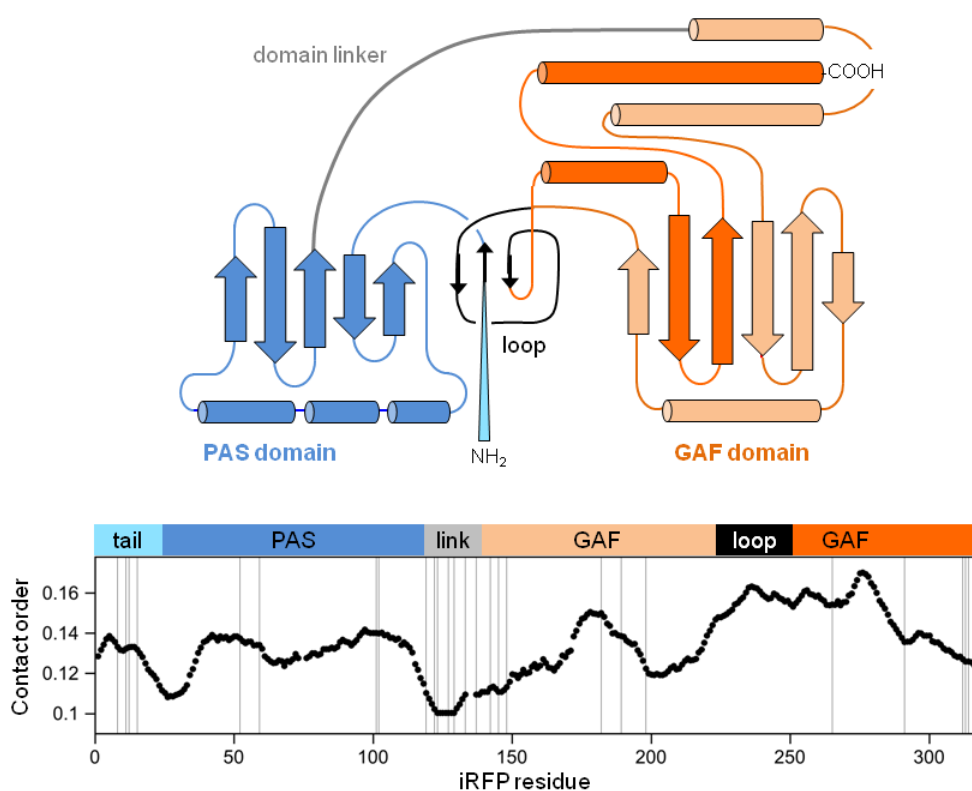 domain linker
COOH
loop
PAS domain
NH₂
GAF domain
tail PAS link GAF loop GAF
Contact order
0.16
0.14
0.12
0.1
0 50 100 150 200 250 300
iRFP residue